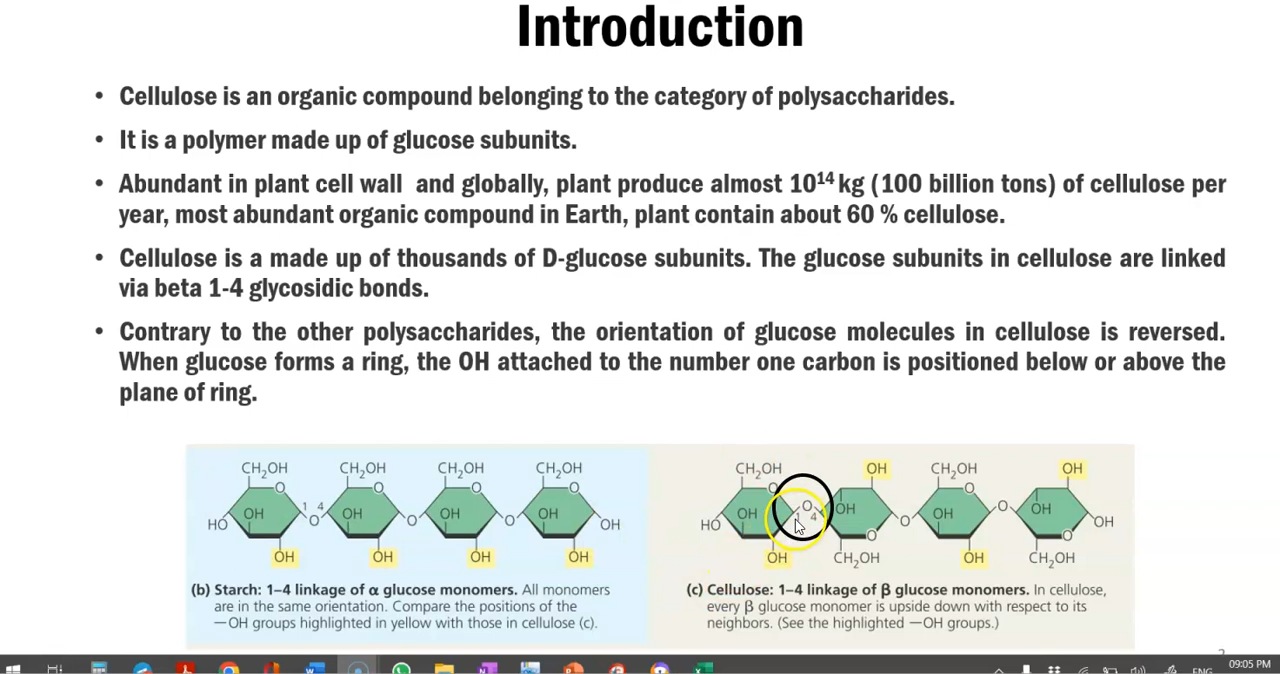 Introduction
• Cellulose is an organic compound belonging to the category of polysaccharides.
• It is a polymer made up of glucose subunits.
• Abundant in plant cell wall and globally, plant produce almost 10¹⁴ kg (100 billion tons) of cellulose per
year, most abundant organic compound in Earth, plant contain about 60 % cellulose.
• Cellulose is a made up of thousands of D-glucose subunits. The glucose subunits in cellulose are linked
via beta 1-4 glycosidic bonds.
• Contrary to the other polysaccharides, the orientation of glucose molecules in cellulose is reversed.
When glucose forms a ring, the OH attached to the number one carbon is positioned below or above the
plane of ring.
CH₂OH CH₂OH CH₂OH CH₂OH
O O O O
HO OH 1 4 O OH O OH O OH OH
OH OH OH OH
(b) Starch: 1–4 linkage of α glucose monomers. All monomers
are in the same orientation. Compare the positions of the
—OH groups highlighted in yellow with those in cellulose (c).
CH₂OH OH CH₂OH OH
O O O O
HO OH 1 4 OH O OH OH OH
O O
OH CH₂OH OH CH₂OH
(c) Cellulose: 1–4 linkage of β glucose monomers. In cellulose,
every β glucose monomer is upside down with respect to its
neighbors. (See the highlighted —OH groups.)
2
ENG
09:05 PM